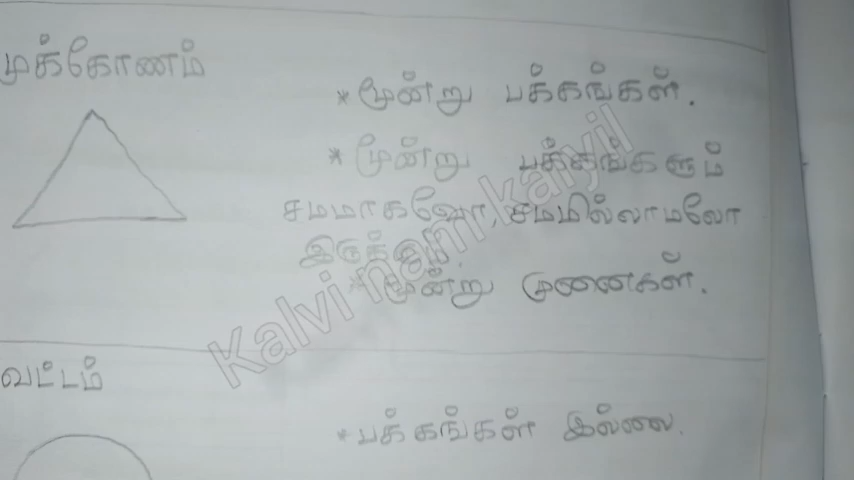 முக்கோணம்
* மூன்று பக்கங்கள்.
* மூன்று பக்கங்களும்
சமமாகவோ, சமமில்லாமலோ
இருக்கும்.
* மூன்று முனைகள்.
வட்டம்
* பக்கங்கள் இல்லை.
Kalvi nam kaiyil